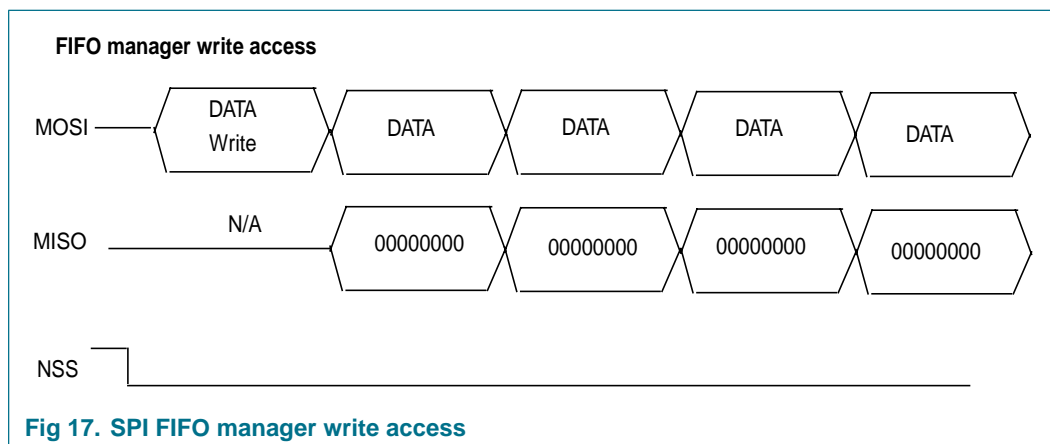 FIFO manager write access
MOSI
DATA
Write
DATA
DATA
DATA
DATA
MISO
N/A
00000000
00000000
00000000
00000000
NSS
Fig 17. SPI FIFO manager write access